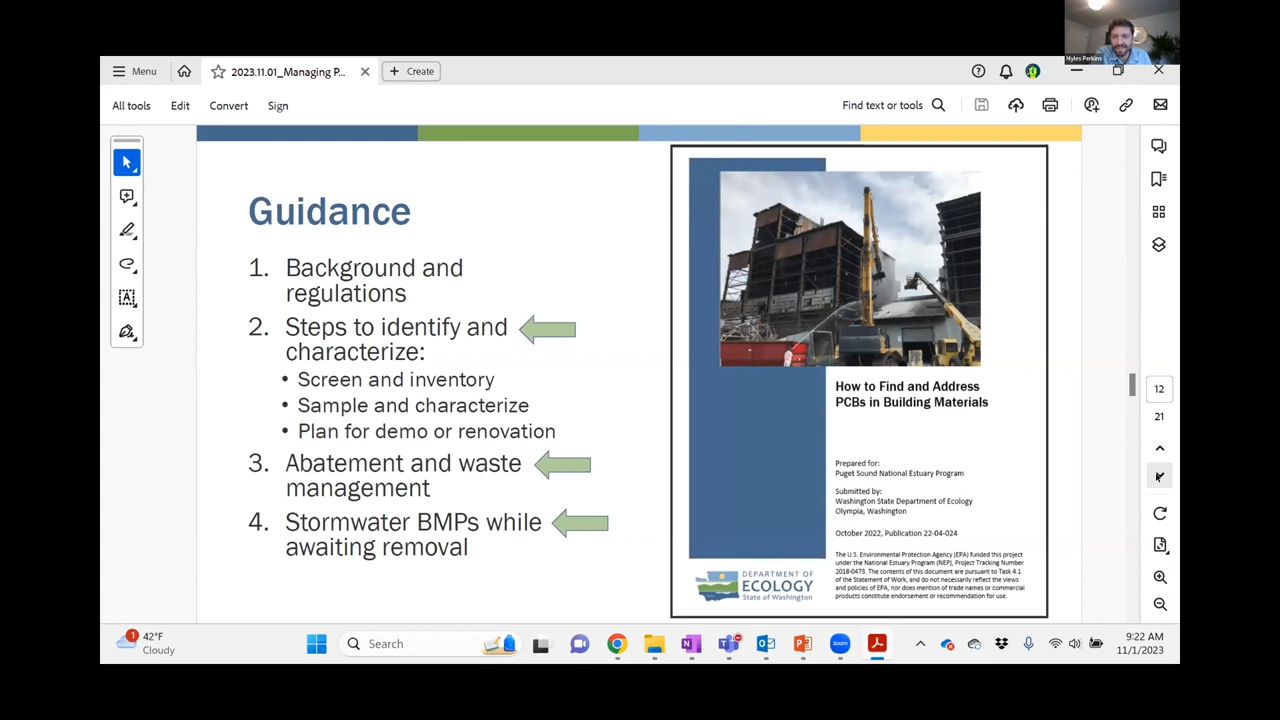 Myles Perkins
Menu
2023.11.01_Managing P...
Create
All tools
Edit
Convert
Sign
Find text or tools
Guidance
1. Background and
regulations
2. Steps to identify and
characterize:
• Screen and inventory
• Sample and characterize
• Plan for demo or renovation
3. Abatement and waste
management
4. Stormwater BMPs while
awaiting removal
How to Find and Address
PCBs in Building Materials
Prepared for:
Puget Sound National Estuary Program
Submitted by:
Washington State Department of Ecology
Olympia, Washington
October 2022, Publication 22-04-024
The U.S. Environmental Protection Agency (EPA) funded this project
under the National Estuary Program (NEP), Project Tracking Number
2018-0473. The contents of this document are pursuant to Task 4.1
of the Statement of Work, and do not necessarily reflect the views
and policies of EPA, nor does mention of trade names or commercial
products constitute endorsement or recommendation for use.
DEPARTMENT OF
ECOLOGY
State of Washington
12
21
1
42°F
Cloudy
Search
zoom
9:22 AM
11/1/2023